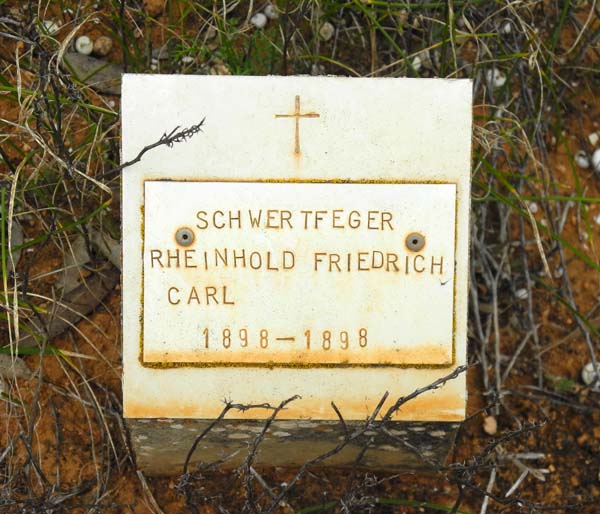 SCHWERTFEGER
RHEINHOLD FRIEDRICH
CARL
1898-1898